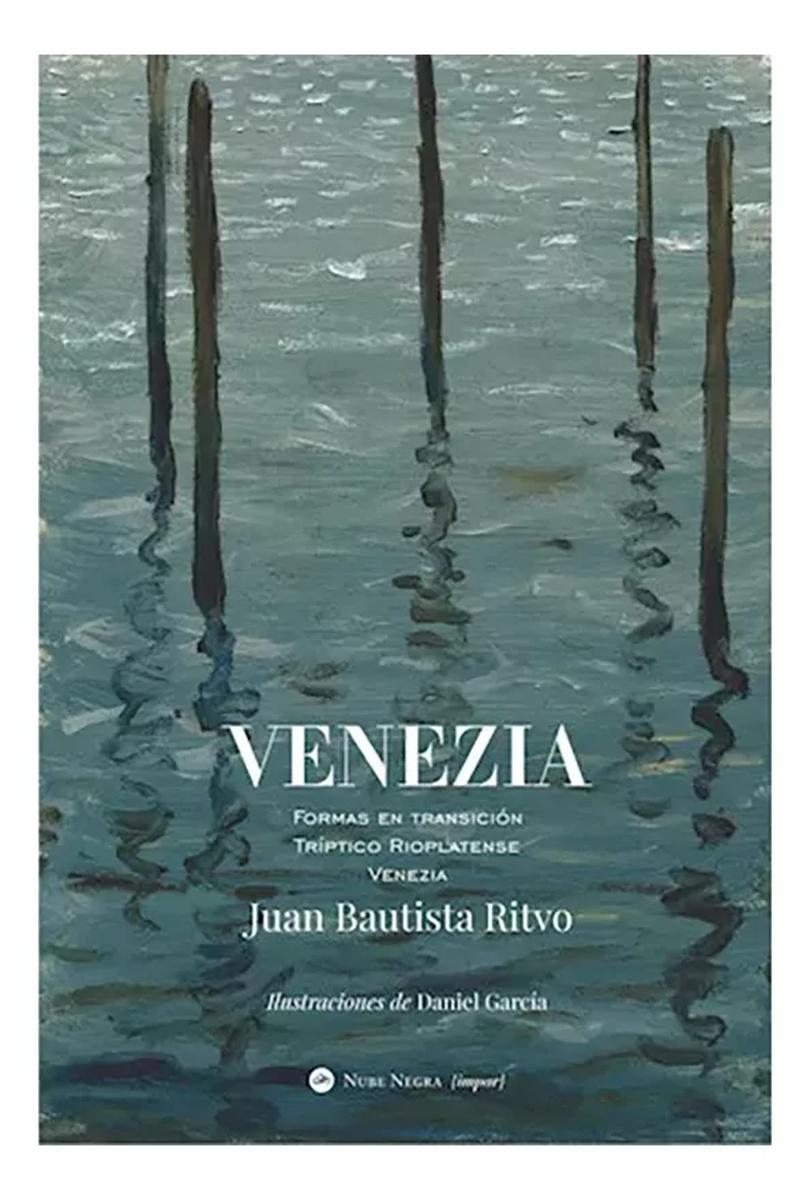 VENEZIA
Formas en transición
Tríptico Rioplatense
Venezia
Juan Bautista Ritvo
Ilustraciones de Daniel García
Nube Negra {impar}